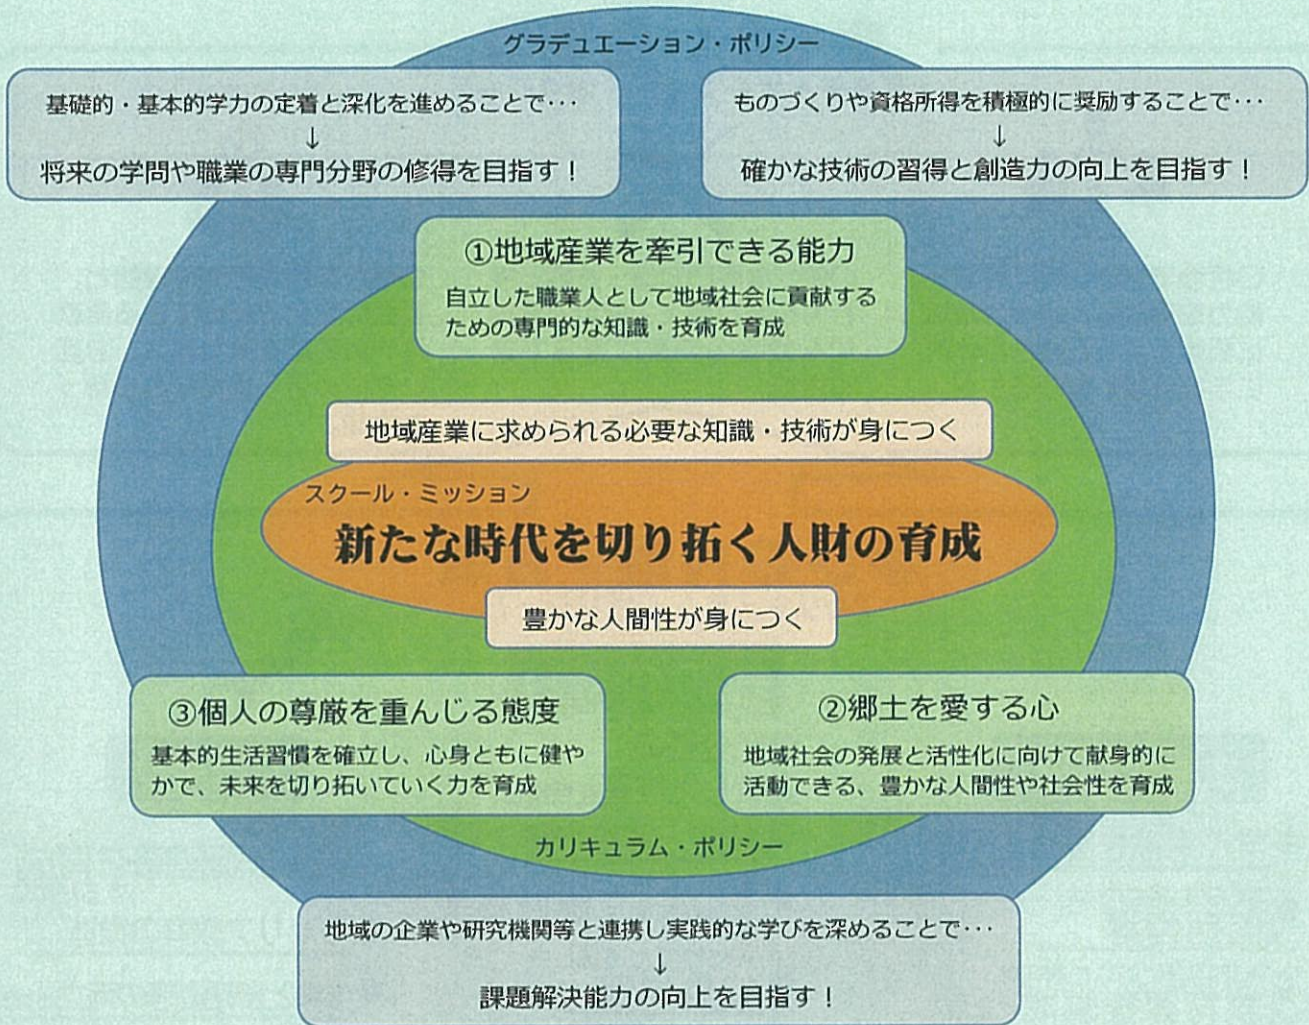 グラデュエーション・ポリシー
基礎的・基本的学力の定着と深化を進めることで･･･
↓
将来の学問や職業の専門分野の修得を目指す！
ものづくりや資格所得を積極的に奨励することで･･･
↓
確かな技術の習得と創造力の向上を目指す！
①地域産業を牽引できる能力
自立した職業人として地域社会に貢献する
ための専門的な知識・技術を育成
地域産業に求められる必要な知識・技術が身につく
スクール・ミッション
新たな時代を切り拓く人財の育成
豊かな人間性が身につく
③個人の尊厳を重んじる態度
基本的生活習慣を確立し、心身ともに健や
かで、未来を切り拓いていく力を育成
②郷土を愛する心
地域社会の発展と活性化に向けて献身的に
活動できる、豊かな人間性や社会性を育成
カリキュラム・ポリシー
地域の企業や研究機関等と連携し実践的な学びを深めることで･･･
↓
課題解決能力の向上を目指す！